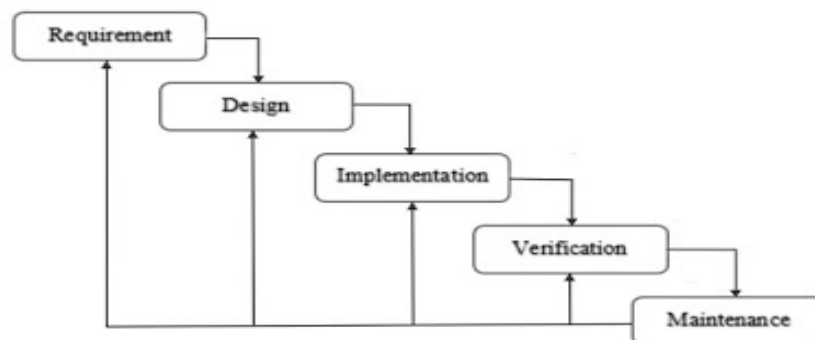 Requirement
Design
Implementation
Verification
Maintenance